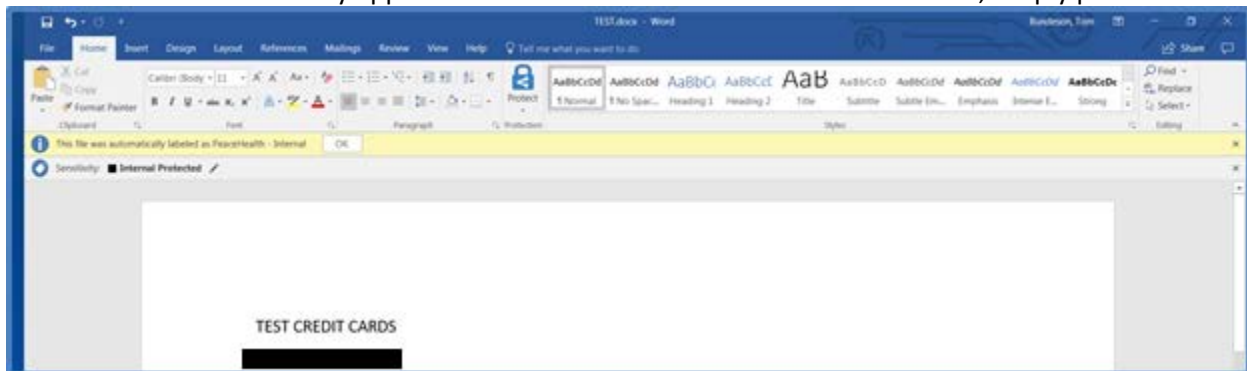 TEST.docx - Word
Bundeson, Tom
File Home Insert Design Layout References Mailings Review View Help Tell me what you want to do Share
Cut
Copy
Paste
Format Painter
Calibri (Body 11
Protect
AaBbCcDd AaBbCcDd AaBbCc AaBbCcE AaB AaBbCcD AaBbCcDd AaBbCcDd AaBbCcDd AaBbCcDc
¶ Normal ¶ No Spac... Heading 1 Heading 2 Title Subtitle Subtle Em... Emphasis Intense E... Strong
Find
Replace
Select
Clipboard Font Paragraph Protection Styles Editing
This file was automatically labeled as PeaceHealth - Internal OK
Sensitivity: Internal Protected
TEST CREDIT CARDS